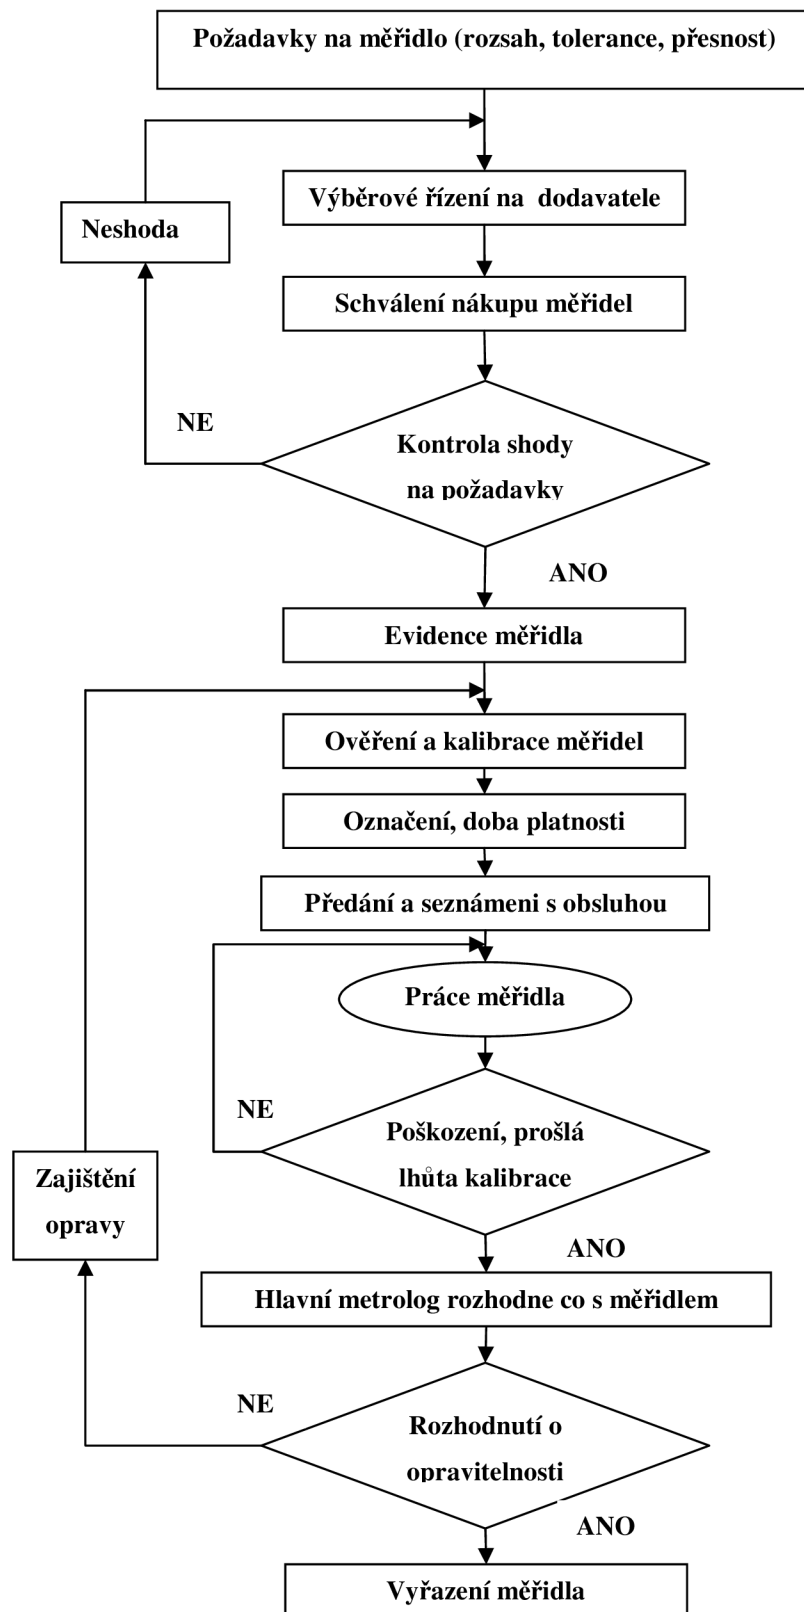 Požadavky na měřidlo (rozsah, tolerance, přesnost)
Výběrové řízení na dodavatele
Neshoda
Schválení nákupu měřidel
NE
Kontrola shody
na požadavky
ANO
Evidence měřidla
Ověření a kalibrace měřidel
Označení, doba platnosti
Předání a seznámeni s obsluhou
Práce měřidla
NE
Poškození, prošlá
lhůta kalibrace
Zajištění
opravy
ANO
Hlavní metrolog rozhodne co s měřidlem
NE
Rozhodnutí o
opravitelnosti
ANO
Vyřazení měřidla